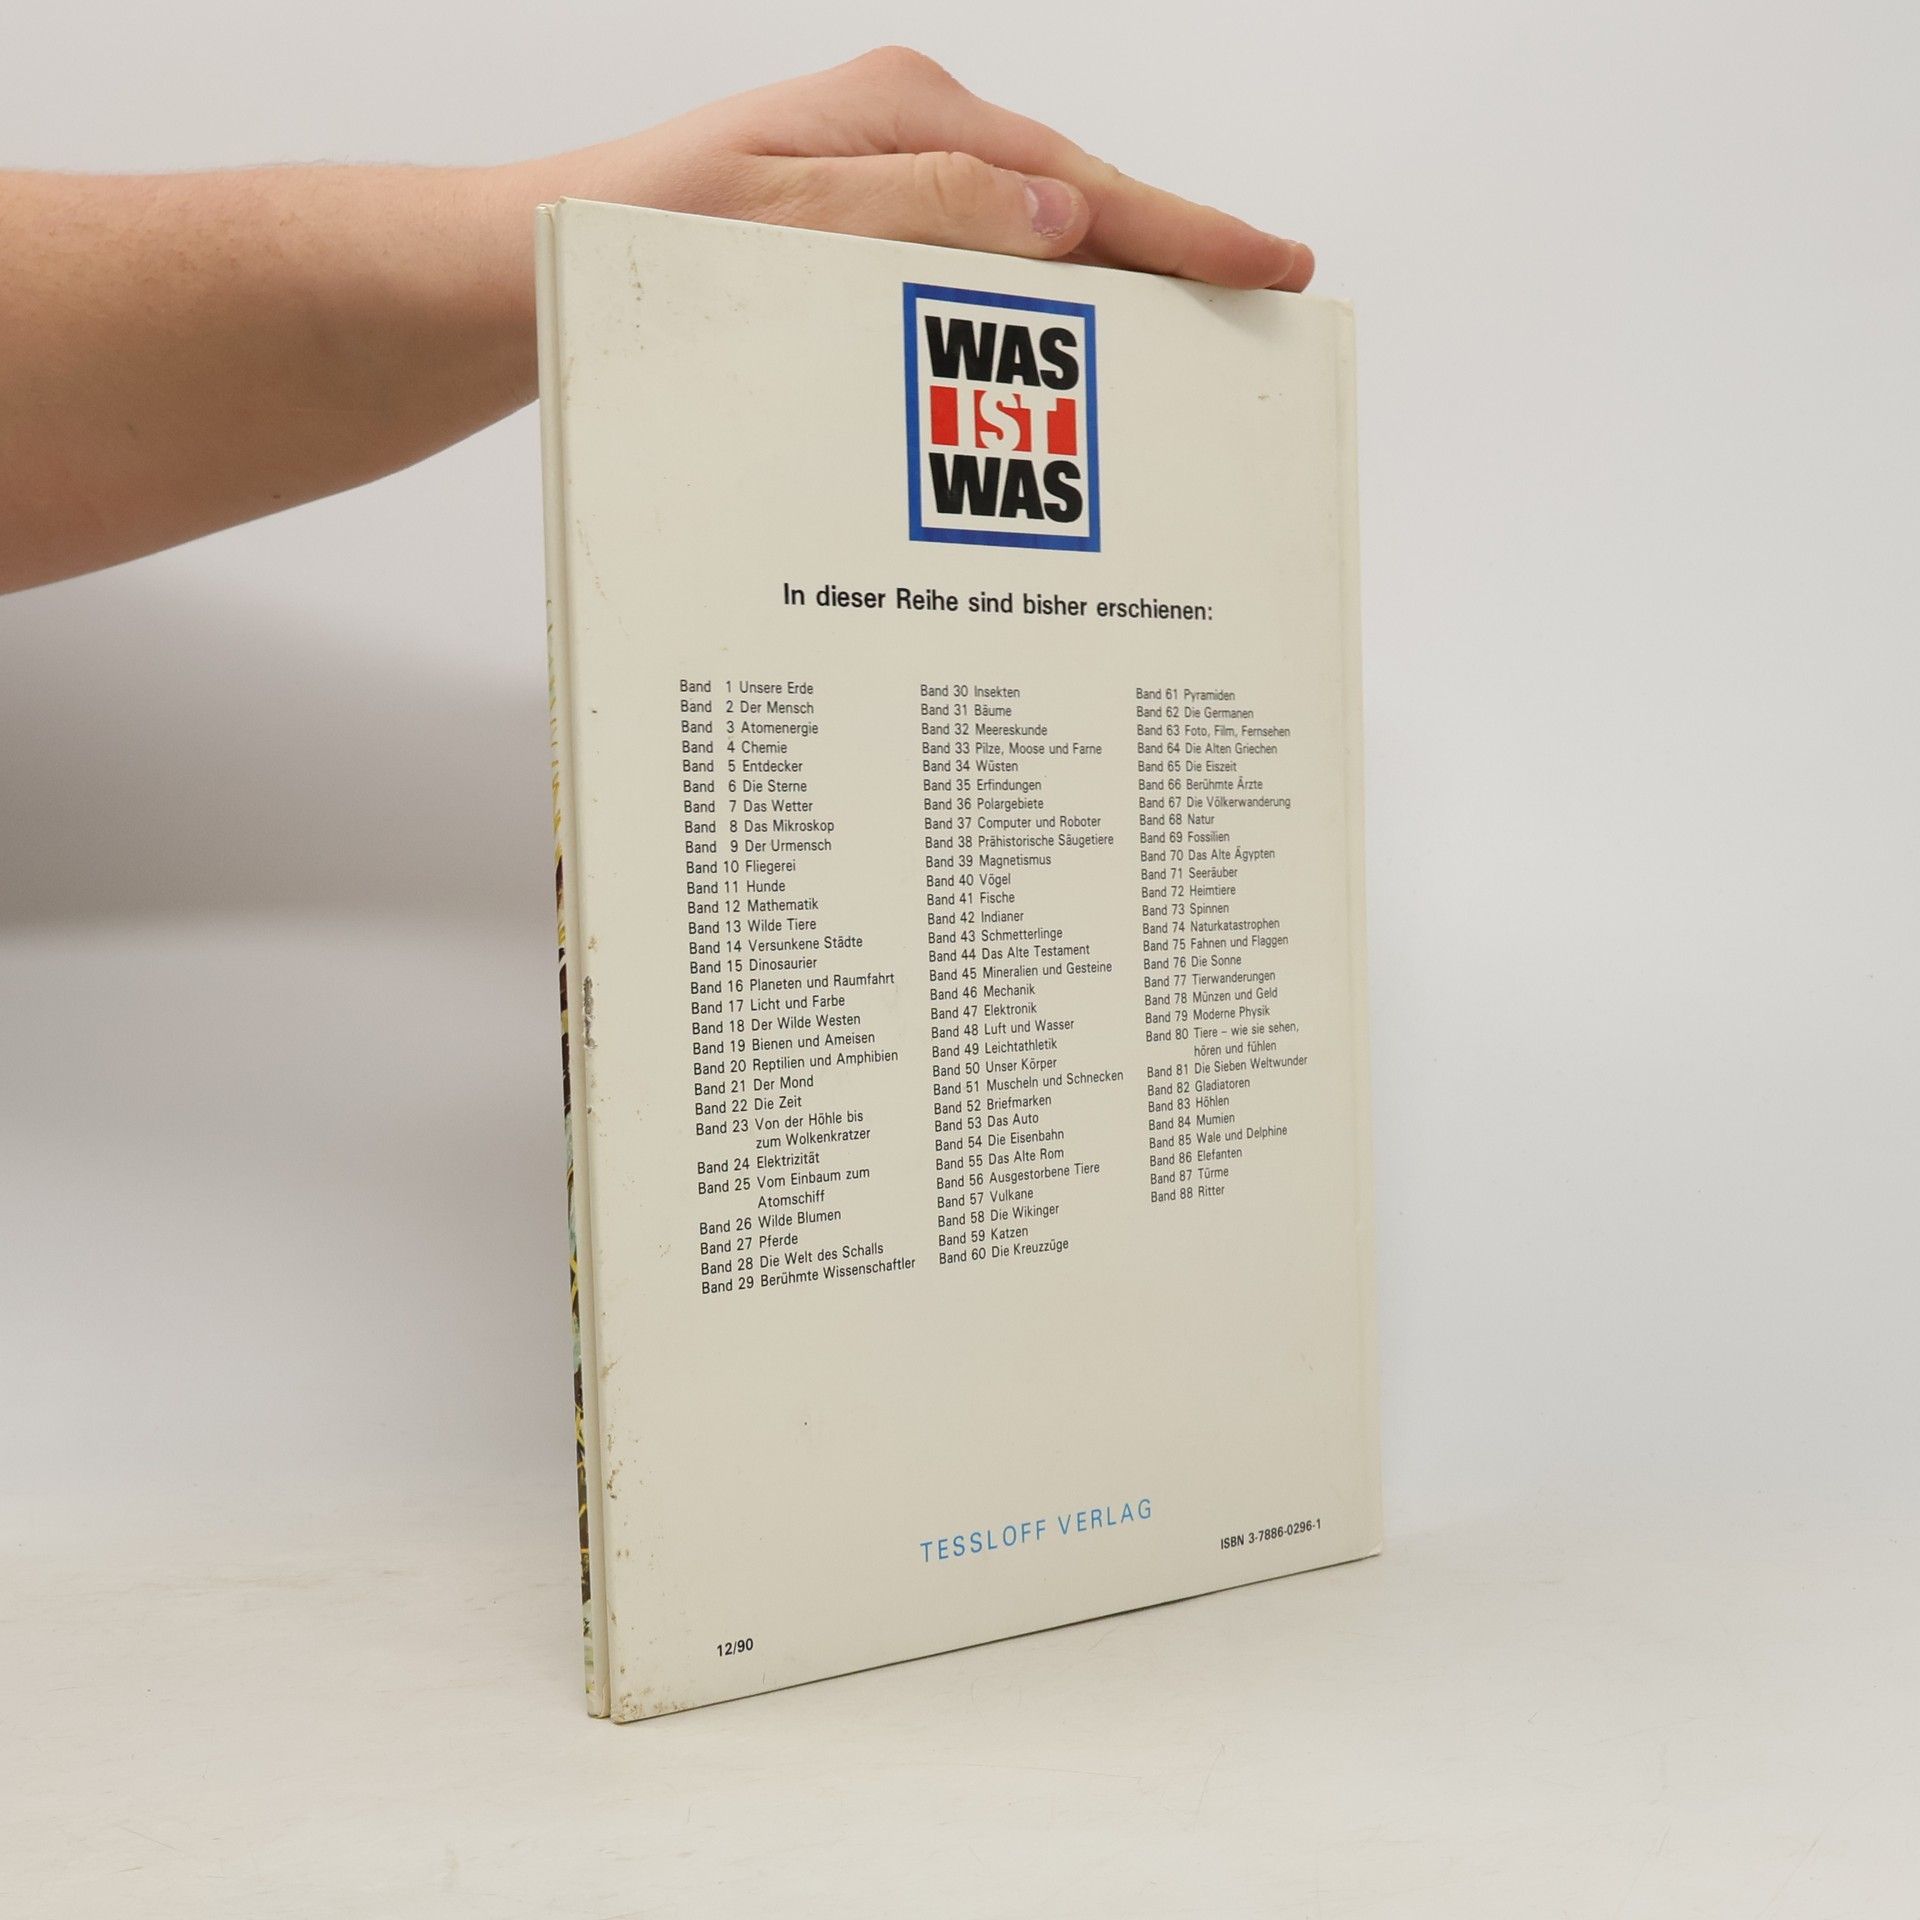 WAS
IST
WAS
In dieser Reihe sind bisher erschienen:
Band 1 Unsere Erde
Band 2 Der Mensch
Band 3 Atomenergie
Band 4 Chemie
Band 5 Entdecker
Band 6 Die Sterne
Band 7 Das Wetter
Band 8 Das Mikroskop
Band 9 Der Urmensch
Band 10 Fliegerei
Band 11 Hunde
Band 12 Mathematik
Band 13 Wilde Tiere
Band 14 Versunkene Städte
Band 15 Dinosaurier
Band 16 Planeten und Raumfahrt
Band 17 Licht und Farbe
Band 18 Der Wilde Westen
Band 19 Bienen und Ameisen
Band 20 Reptilien und Amphibien
Band 21 Der Mond
Band 22 Die Zeit
Band 23 Von der Höhle bis
zum Wolkenkratzer
Band 24 Elektrizität
Band 25 Vom Einbaum zum
Atomschiff
Band 26 Wilde Blumen
Band 27 Pferde
Band 28 Die Welt des Schalls
Band 29 Berühmte Wissenschaftler
Band 30 Insekten
Band 31 Bäume
Band 32 Meereskunde
Band 33 Pilze, Moose und Farne
Band 34 Wüsten
Band 35 Erfindungen
Band 36 Polargebiete
Band 37 Computer und Roboter
Band 38 Prähistorische Säugetiere
Band 39 Magnetismus
Band 40 Vögel
Band 41 Fische
Band 42 Indianer
Band 43 Schmetterlinge
Band 44 Das Alte Testament
Band 45 Mineralien und Gesteine
Band 46 Mechanik
Band 47 Elektronik
Band 48 Luft und Wasser
Band 49 Leichtathletik
Band 50 Unser Körper
Band 51 Muscheln und Schnecken
Band 52 Briefmarken
Band 53 Das Auto
Band 54 Die Eisenbahn
Band 55 Das Alte Rom
Band 56 Ausgestorbene Tiere
Band 57 Vulkane
Band 58 Die Wikinger
Band 59 Katzen
Band 60 Die Kreuzzüge
Band 61 Pyramiden
Band 62 Die Germanen
Band 63 Foto, Film, Fernsehen
Band 64 Die Alten Griechen
Band 65 Die Eiszeit
Band 66 Berühmte Ärzte
Band 67 Die Völkerwanderung
Band 68 Natur
Band 69 Fossilien
Band 70 Das Alte Ägypten
Band 71 Seeräuber
Band 72 Heimtiere
Band 73 Spinnen
Band 74 Naturkatastrophen
Band 75 Fahnen und Flaggen
Band 76 Die Sonne
Band 77 Tierwanderungen
Band 78 Münzen und Geld
Band 79 Moderne Physik
Band 80 Tiere – wie sie sehen,
hören und fühlen
Band 81 Die Sieben Weltwunder
Band 82 Gladiatoren
Band 83 Höhlen
Band 84 Mumien
Band 85 Wale und Delphine
Band 86 Elefanten
Band 87 Türme
Band 88 Ritter
TESSLOFF VERLAG
ISBN 3-7886-0296-1
12/90